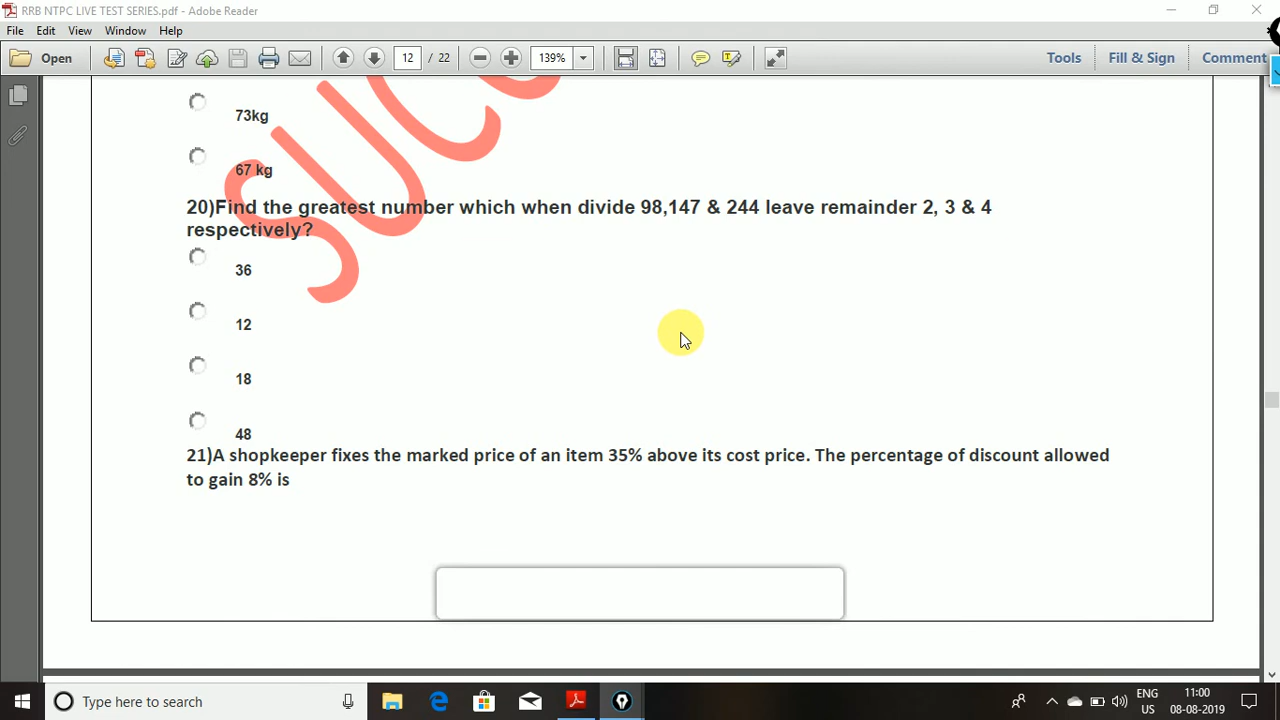 RRB NTPC LIVE TEST SERIES.pdf - Adobe Reader
File Edit View Window Help
Open 12 / 22 139% Tools Fill & Sign Comment
73kg
67 kg
20)Find the greatest number which when divide 98,147 & 244 leave remainder 2, 3 & 4
respectively?
36
12
18
48
21)A shopkeeper fixes the marked price of an item 35% above its cost price. The percentage of discount allowed
to gain 8% is
Type here to search
ENG 11:00
US 08-08-2019